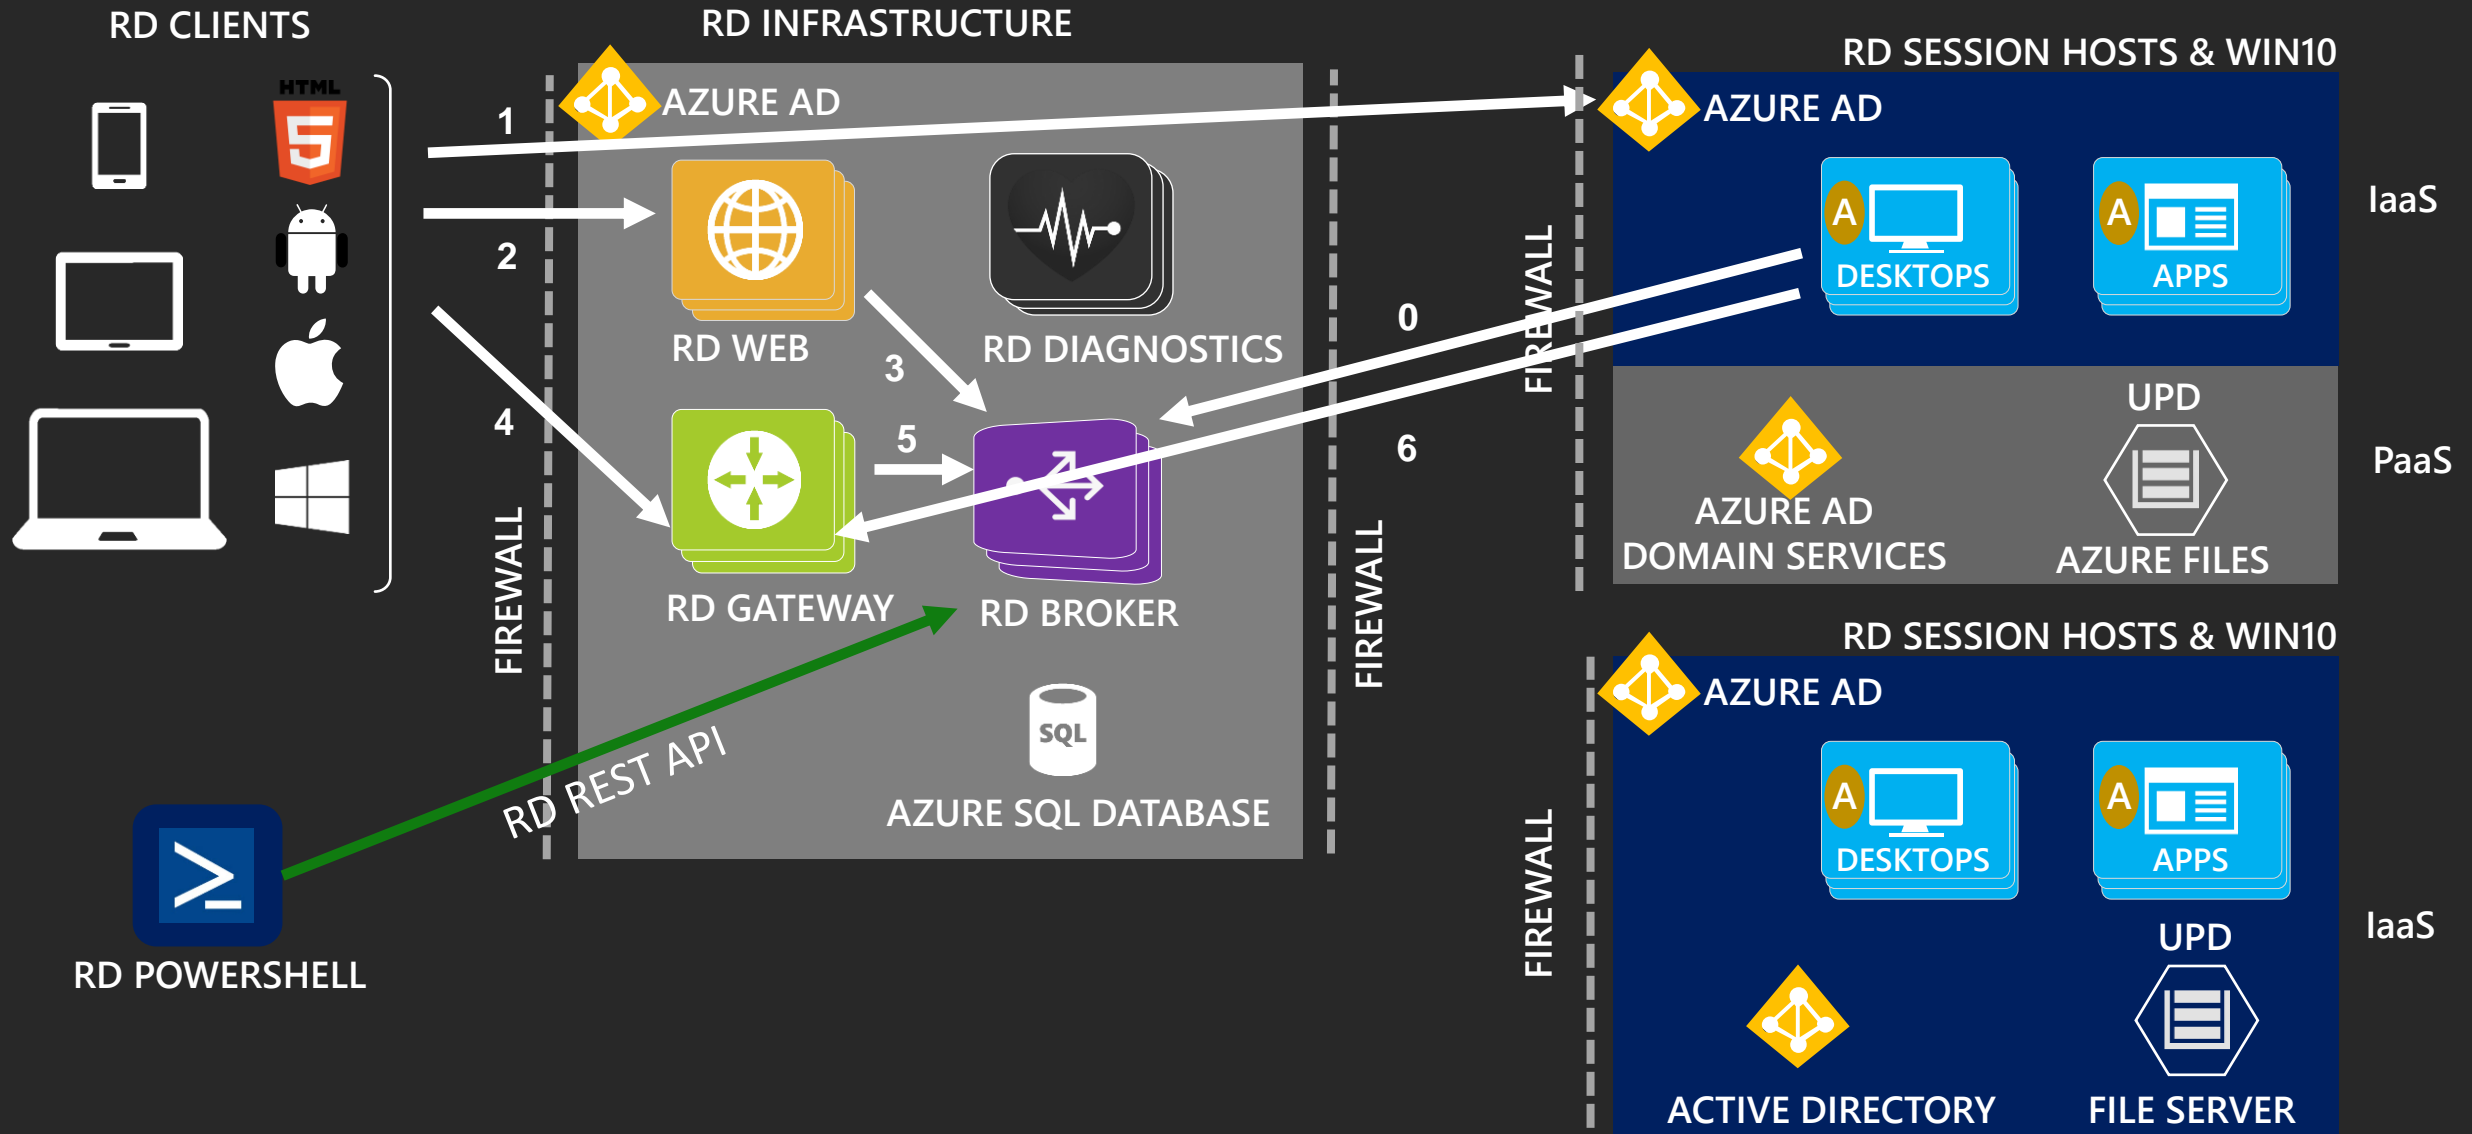 RD CLIENTS
HTML
5
RD INFRASTRUCTURE
AZURE AD
1
2
3
4
5
0
6
RD WEB
RD DIAGNOSTICS
RD GATEWAY
RD BROKER
SQL
AZURE SQL DATABASE
FIREWALL
FIREWALL
RD REST API
RD POWERSHELL
FIREWALL
RD SESSION HOSTS & WIN10
AZURE AD
A
DESKTOPS
A
APPS
IaaS
UPD
AZURE AD
DOMAIN SERVICES
AZURE FILES
PaaS
RD SESSION HOSTS & WIN10
AZURE AD
FIREWALL
A
DESKTOPS
A
APPS
IaaS
UPD
ACTIVE DIRECTORY
FILE SERVER